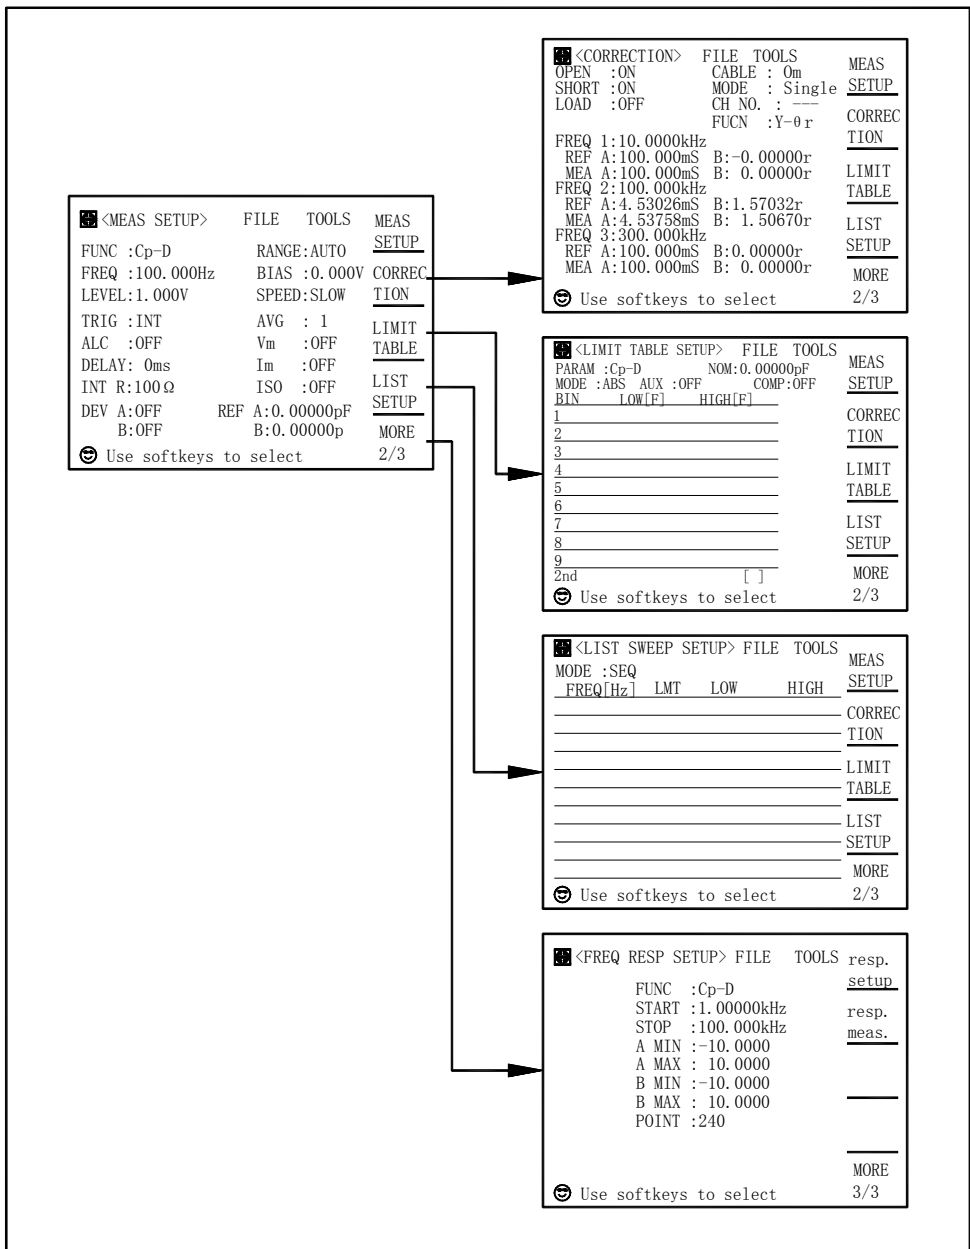 <MEAS SETUP> FILE TOOLS
FUNC :Cp-D RANGE:AUTO
FREQ :100.000Hz BIAS :0.000V
LEVEL:1.000V SPEED:SLOW
TRIG :INT AVG : 1
ALC :OFF Vm :OFF
DELAY: 0ms Im :OFF
INT R:100Ω ISO :OFF
DEV A:OFF REF A:0.00000pF
B:OFF B:0.00000p
Use softkeys to select
MEAS
SETUP
CORREC
TION
LIMIT
TABLE
LIST
SETUP
MORE
2/3
<CORRECTION> FILE TOOLS
OPEN :ON CABLE : 0m
SHORT :ON MODE : Single
LOAD :OFF CH NO. : ---
FUCN :Y-θr
FREQ 1:10.0000kHz
REF A:100.000mS B:-0.00000r
MEA A:100.000mS B: 0.00000r
FREQ 2:100.000kHz
REF A:4.53026mS B:1.57032r
MEA A:4.53758mS B: 1.50670r
FREQ 3:300.000kHz
REF A:100.000mS B:0.00000r
MEA A:100.000mS B: 0.00000r
Use softkeys to select
MEAS
SETUP
CORREC
TION
LIMIT
TABLE
LIST
SETUP
MORE
2/3
<LIMIT TABLE SETUP> FILE TOOLS
PARAM :Cp-D NOM:0.00000pF
MODE :ABS AUX :OFF COMP:OFF
BIN LOW[F] HIGH[F]
1
2
3
4
5
6
7
8
9
2nd [ ]
Use softkeys to select
MEAS
SETUP
CORREC
TION
LIMIT
TABLE
LIST
SETUP
MORE
2/3
<LIST SWEEP SETUP> FILE TOOLS
MODE :SEQ
FREQ[Hz] LMT LOW HIGH
Use softkeys to select
MEAS
SETUP
CORREC
TION
LIMIT
TABLE
LIST
SETUP
MORE
2/3
<FREQ RESP SETUP> FILE TOOLS
FUNC :Cp-D
START :1.00000kHz
STOP :100.000kHz
A MIN :-10.0000
A MAX : 10.0000
B MIN :-10.0000
B MAX : 10.0000
POINT :240
Use softkeys to select
resp.
setup
resp.
meas.
MORE
3/3